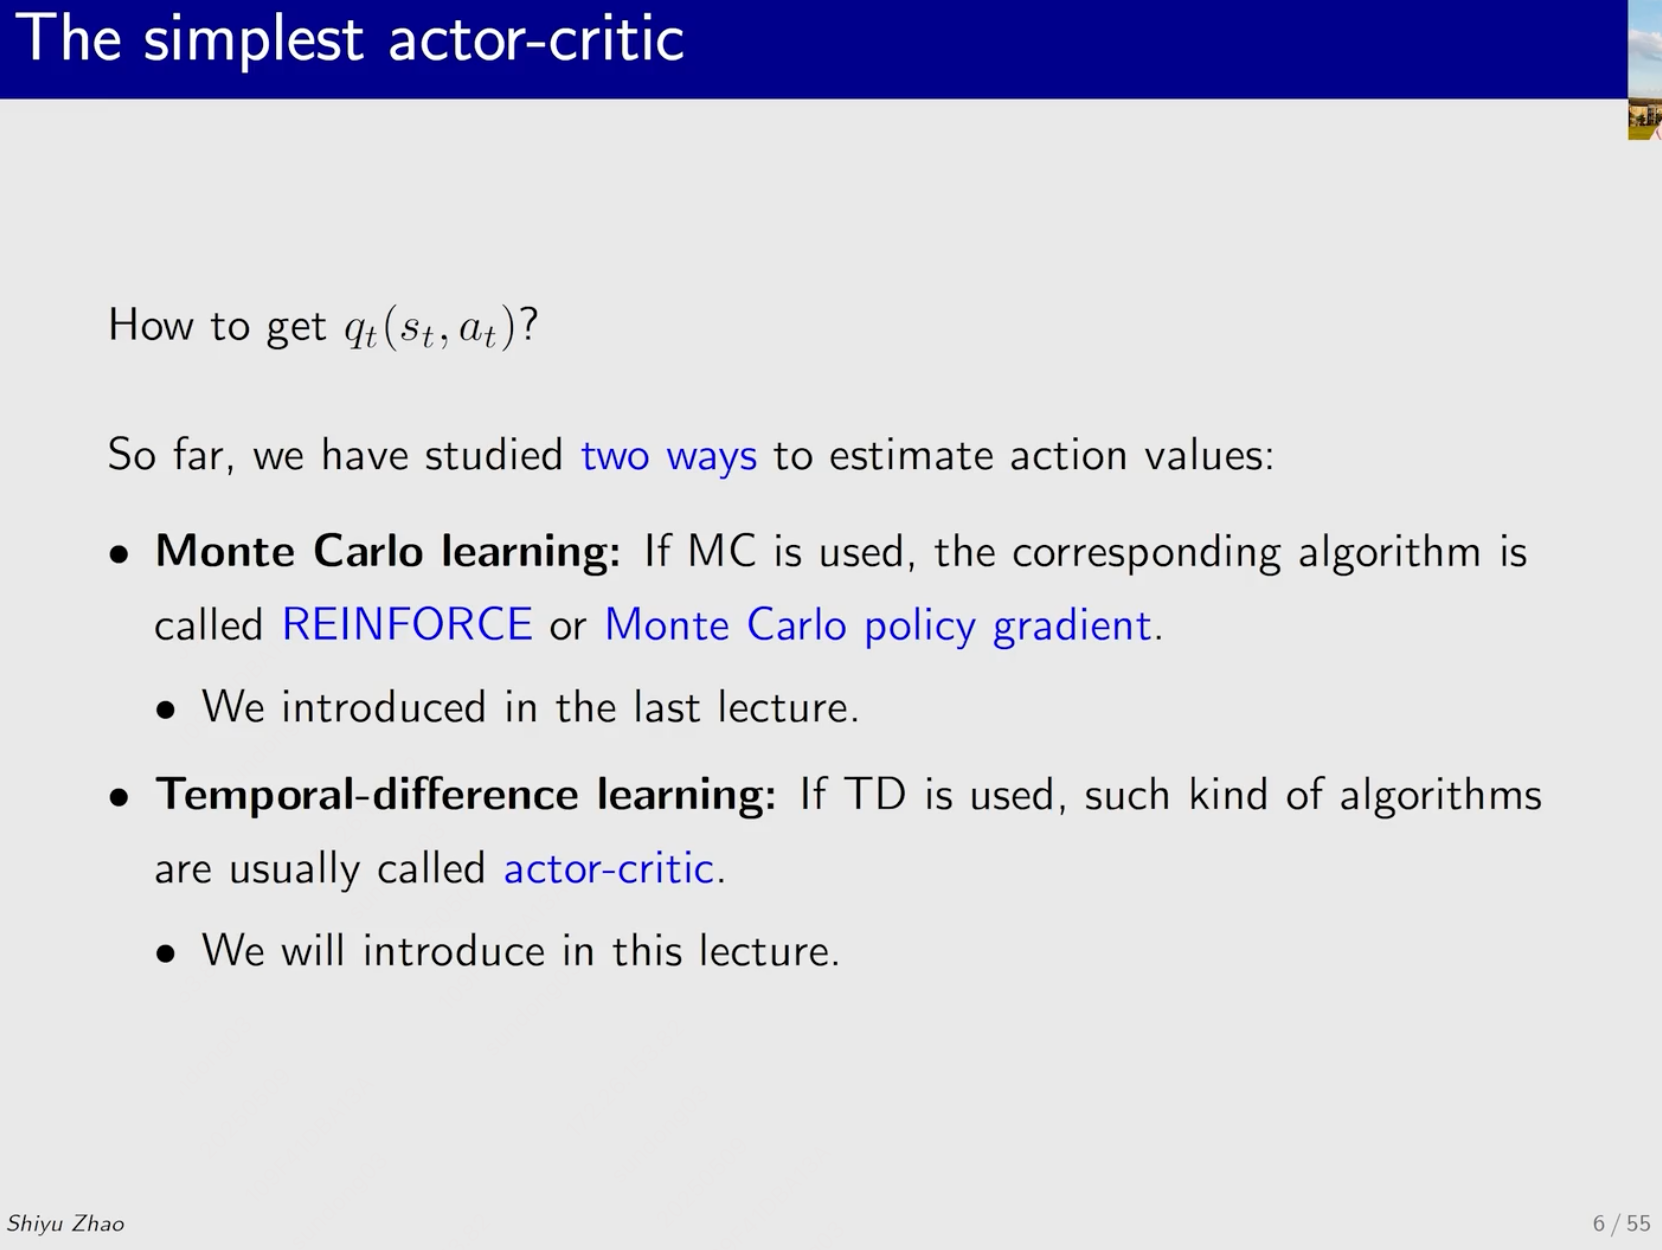 The simplest actor-critic
How to get q_t(s_t, a_t)?
So far, we have studied two ways to estimate action values:
• Monte Carlo learning: If MC is used, the corresponding algorithm is
called REINFORCE or Monte Carlo policy gradient.
• We introduced in the last lecture.
• Temporal-difference learning: If TD is used, such kind of algorithms
are usually called actor-critic.
• We will introduce in this lecture.
Shiyu Zhao
6 / 55